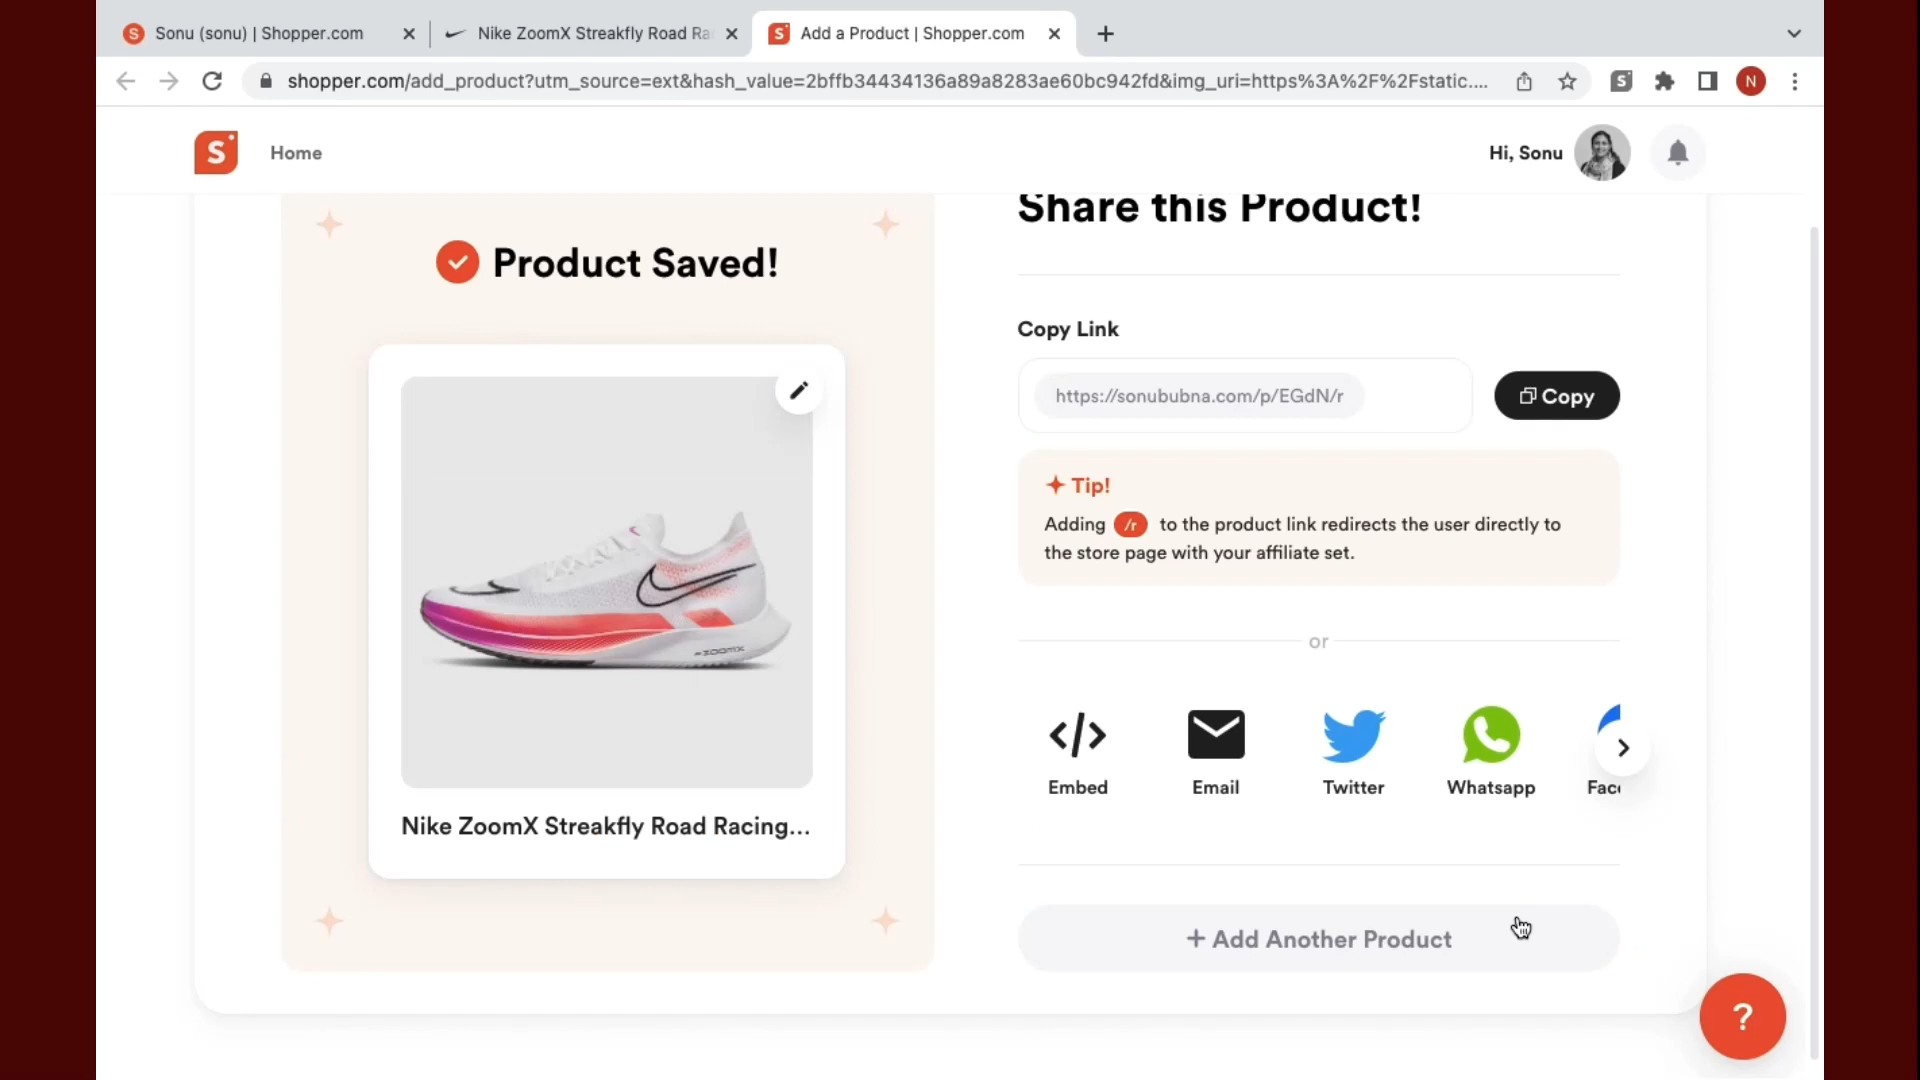 S Sonu (sonu) | Shopper.com
Nike ZoomX Streakfly Road Ra
S Add a Product | Shopper.com
shopper.com/add_product?utm_source=ext&hash_value=2bffb34434136a89a8283ae60bc942fd&img_uri=https%3A%2F%2Fstatic....
S
N
S
Home
Hi, Sonu
Product Saved!
ZOOMX
Nike ZoomX Streakfly Road Racing...
Share this Product!
Copy Link
https://sonububna.com/p/EGdN/r
Copy
Tip!
Adding /r to the product link redirects the user directly to
the store page with your affiliate set.
or
Embed
Email
Twitter
Whatsapp
Face
+ Add Another Product
?